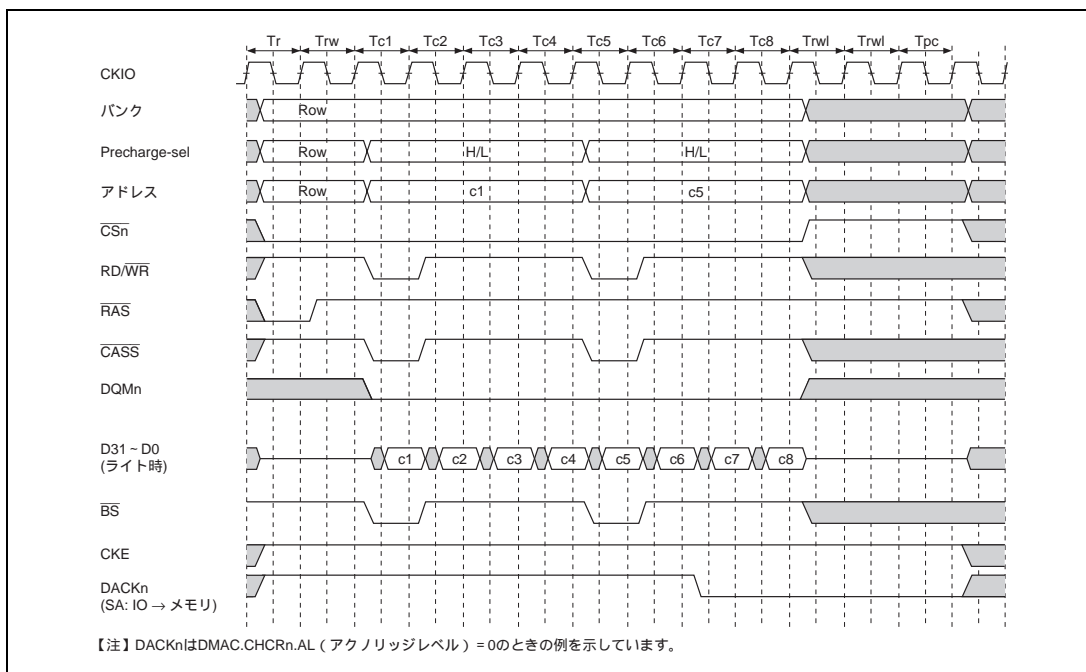 Tr Trw Tc1 Tc2 Tc3 Tc4 Tc5 Tc6 Tc7 Tc8 Trwl Trwl Tpc
CKIO
バンク Row
Precharge-sel Row H/L H/L
アドレス Row c1 c5
CSn
RD/WR
RAS
CASS
DQMn
D31 ~ D0
(ライト時)
c1 c2 c3 c4 c5 c6 c7 c8
BS
CKE
DACKn
(SA: IO → メモリ)
【注】DACKnはDMAC.CHCRn.AL(アクノリッジレベル)= 0のときの例を示しています。